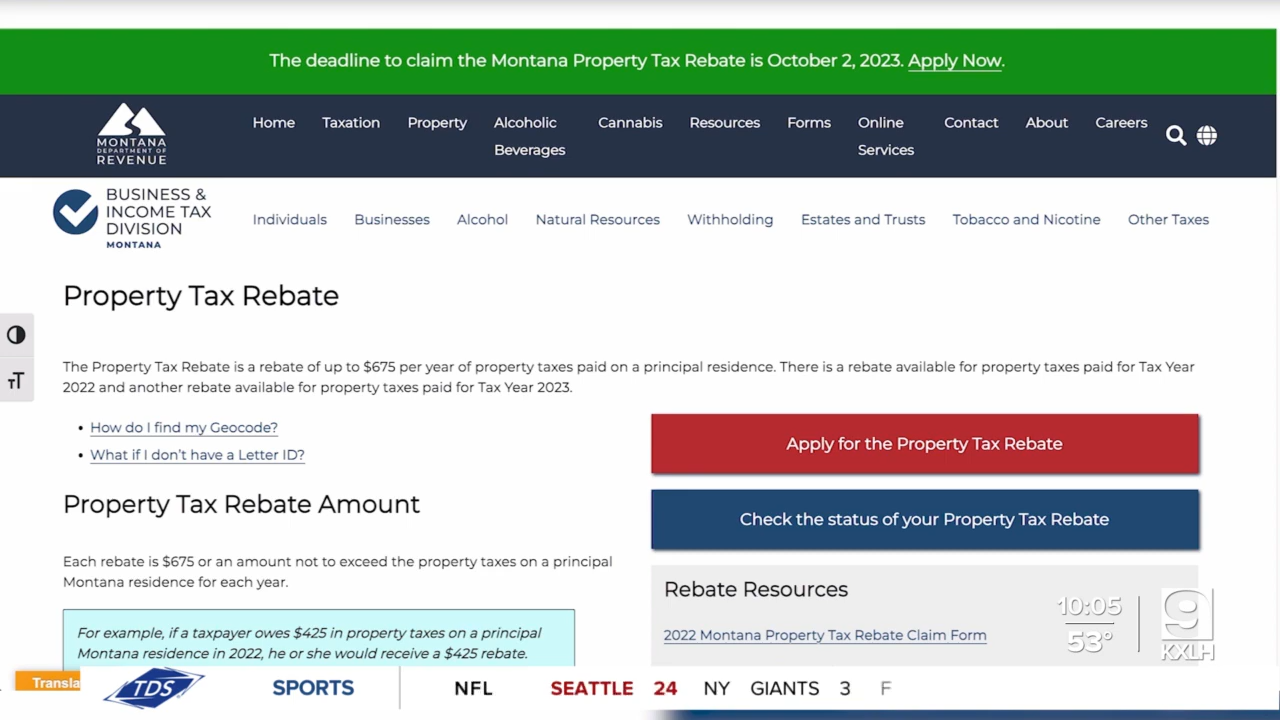 The deadline to claim the Montana Property Tax Rebate is October 2, 2023. Apply Now.
MONTANA
DEPARTMENT OF
REVENUE
Home Taxation Property Alcoholic Beverages Cannabis Resources Forms Online Services Contact About Careers
BUSINESS &
INCOME TAX
DIVISION
MONTANA
Individuals Businesses Alcohol Natural Resources Withholding Estates and Trusts Tobacco and Nicotine Other Taxes
Property Tax Rebate
The Property Tax Rebate is a rebate of up to $675 per year of property taxes paid on a principal residence. There is a rebate available for property taxes paid for Tax Year
2022 and another rebate available for property taxes paid for Tax Year 2023.
• How do I find my Geocode?
• What if I don't have a Letter ID?
Apply for the Property Tax Rebate
Check the status of your Property Tax Rebate
Property Tax Rebate Amount
Each rebate is $675 or an amount not to exceed the property taxes on a principal
Montana residence for each year.
For example, if a taxpayer owes $425 in property taxes on a principal
Montana residence in 2022, he or she would receive a $425 rebate.
Rebate Resources
2022 Montana Property Tax Rebate Claim Form
10:05
53°
9
KXLH
Transla
TDS SPORTS NFL SEATTLE 24 NY GIANTS 3 F